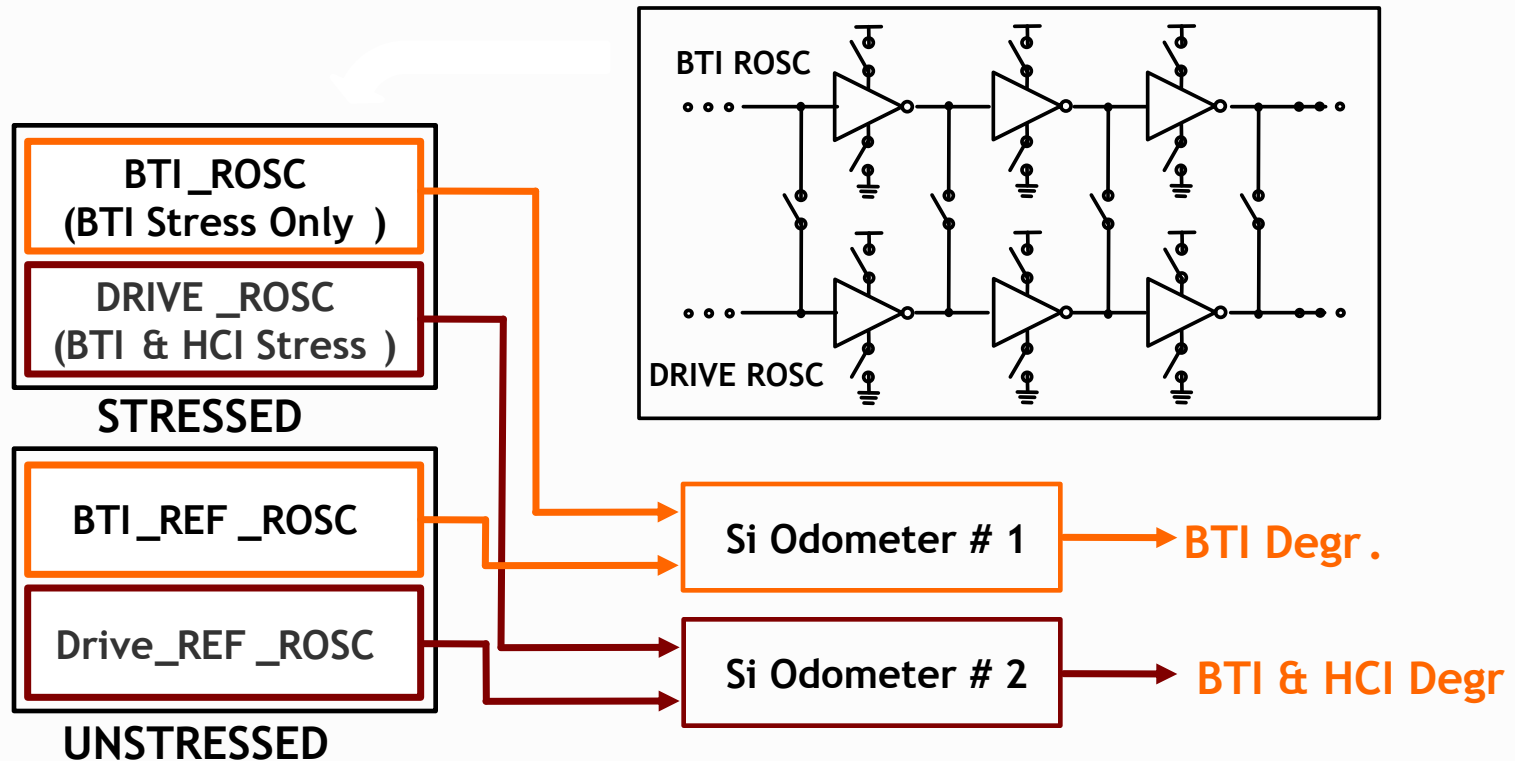 BTI ROSC
DRIVE ROSC
BTI_ROSC
(BTI Stress Only )
DRIVE _ROSC
(BTI & HCI Stress )
STRESSED
BTI_REF _ROSC
Drive_REF _ROSC
UNSTRESSED
Si Odometer # 1
BTI Degr.
Si Odometer # 2
BTI & HCI Degr